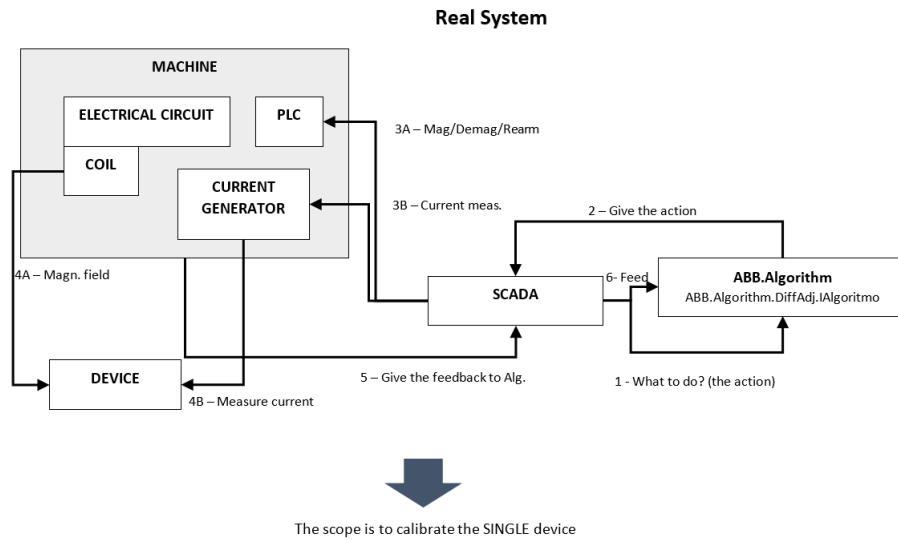 Real System
MACHINE
ELECTRICAL CIRCUIT
PLC
COIL
CURRENT
GENERATOR
3A – Mag/Demag/Rearm
3B – Current meas.
2 – Give the action
4A – Magn. field
SCADA
6- Feed
ABB.Algorithm
ABB.Algorithm.DiffAdj.IAlgoritmo
DEVICE
4B – Measure current
5 – Give the feedback to Alg.
1 - What to do? (the action)
The scope is to calibrate the SINGLE device